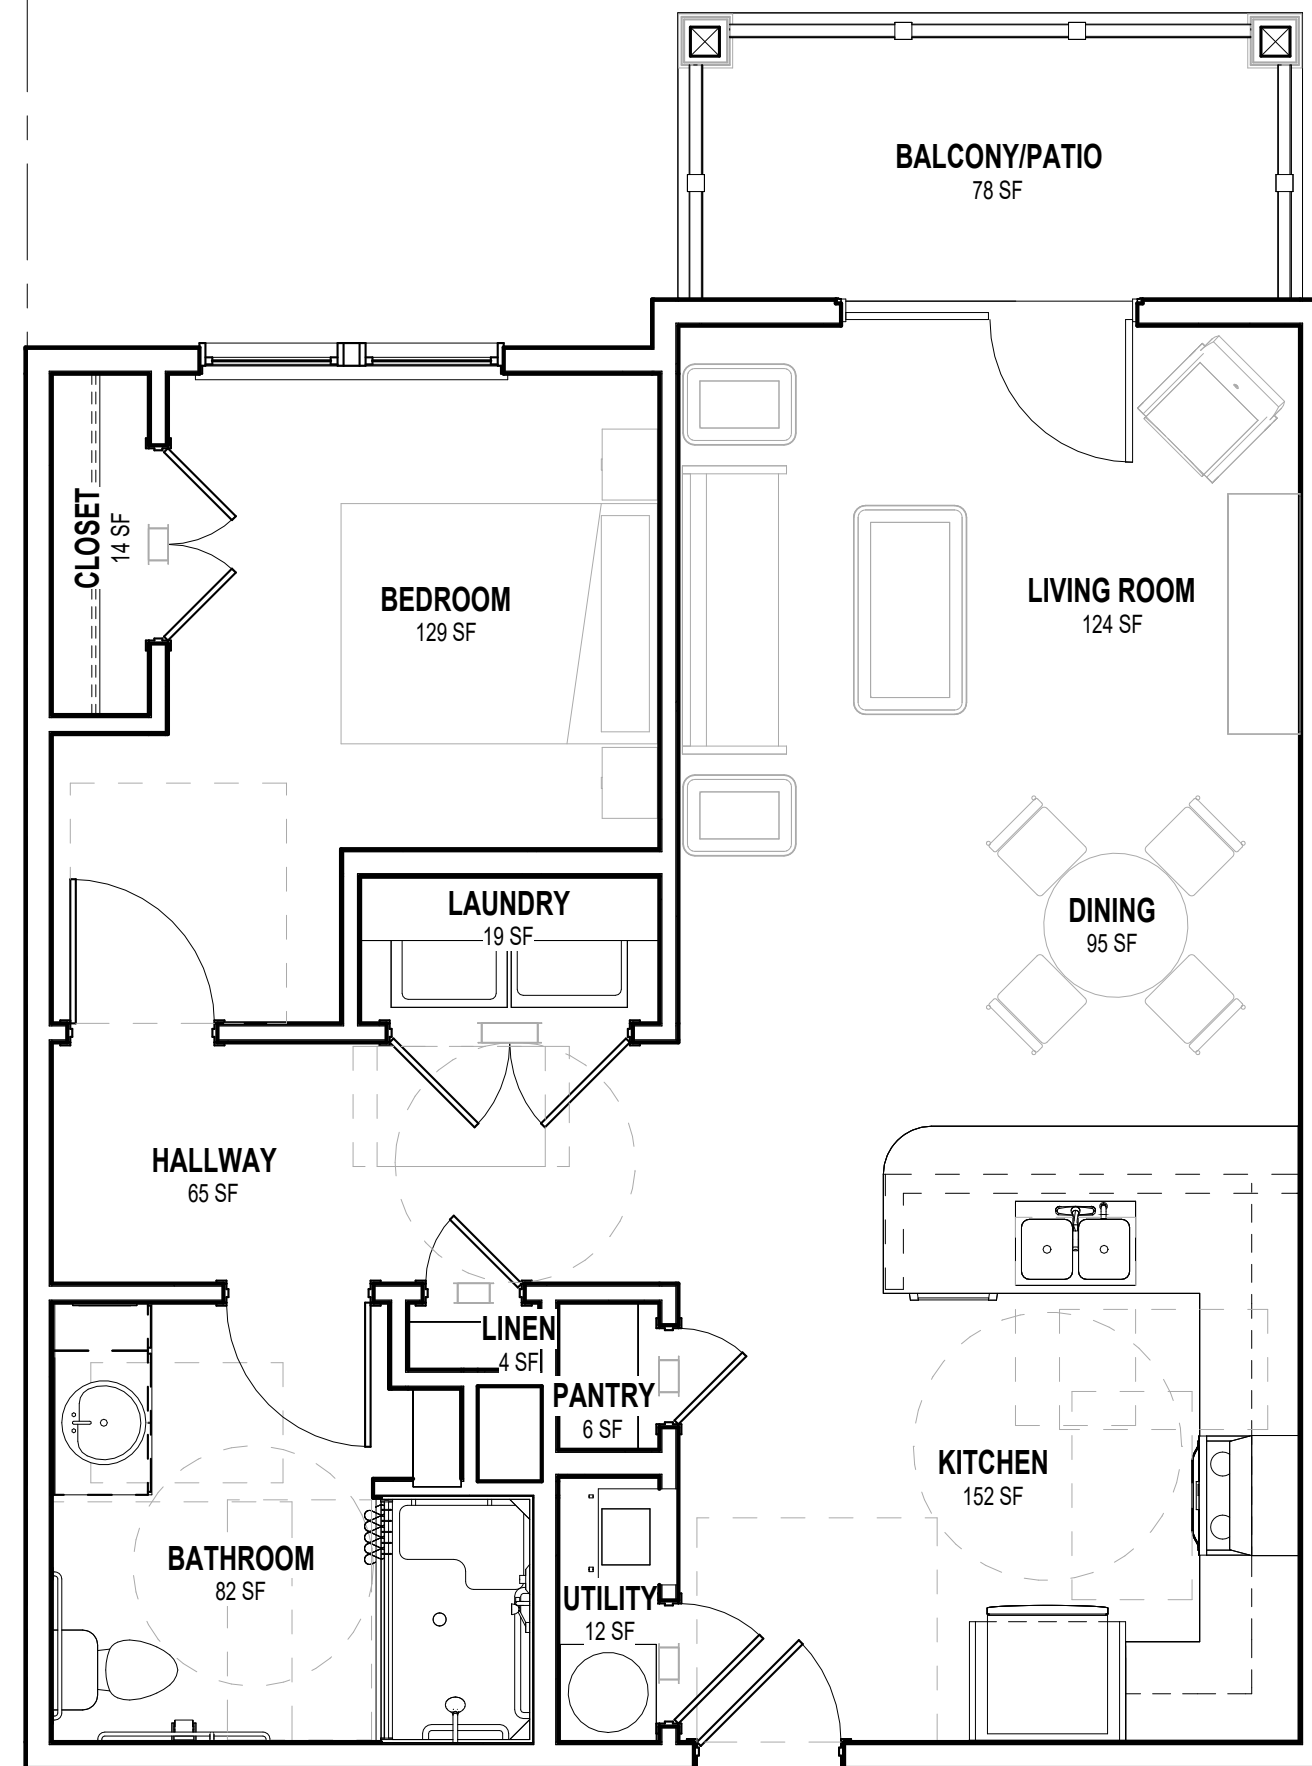 BALCONY/PATIO
78 SF
CLOSET
14 SF
BEDROOM
129 SF
LIVING ROOM
124 SF
LAUNDRY
19 SF
DINING
95 SF
HALLWAY
65 SF
LINEN
4 SF
PANTRY
6 SF
KITCHEN
152 SF
BATHROOM
82 SF
UTILITY
12 SF